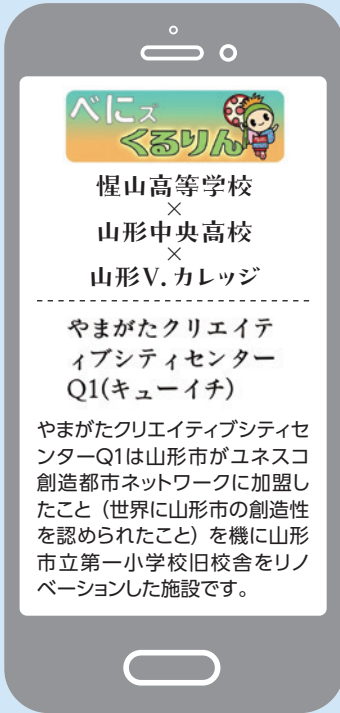 べにズ
くるりん
惺山高等学校
×
山形中央高校
×
山形V.カレッジ
やまがたクリエイテ
ィブシティセンター
Q1(キューイチ)
やまがたクリエイティブシティセ
ンターQ1は山形市がユネスコ
創造都市ネットワークに加盟し
たこと（世界に山形市の創造性
を認められたこと）を機に山形
市立第一小学校旧校舎をリノ
ベーションした施設です。